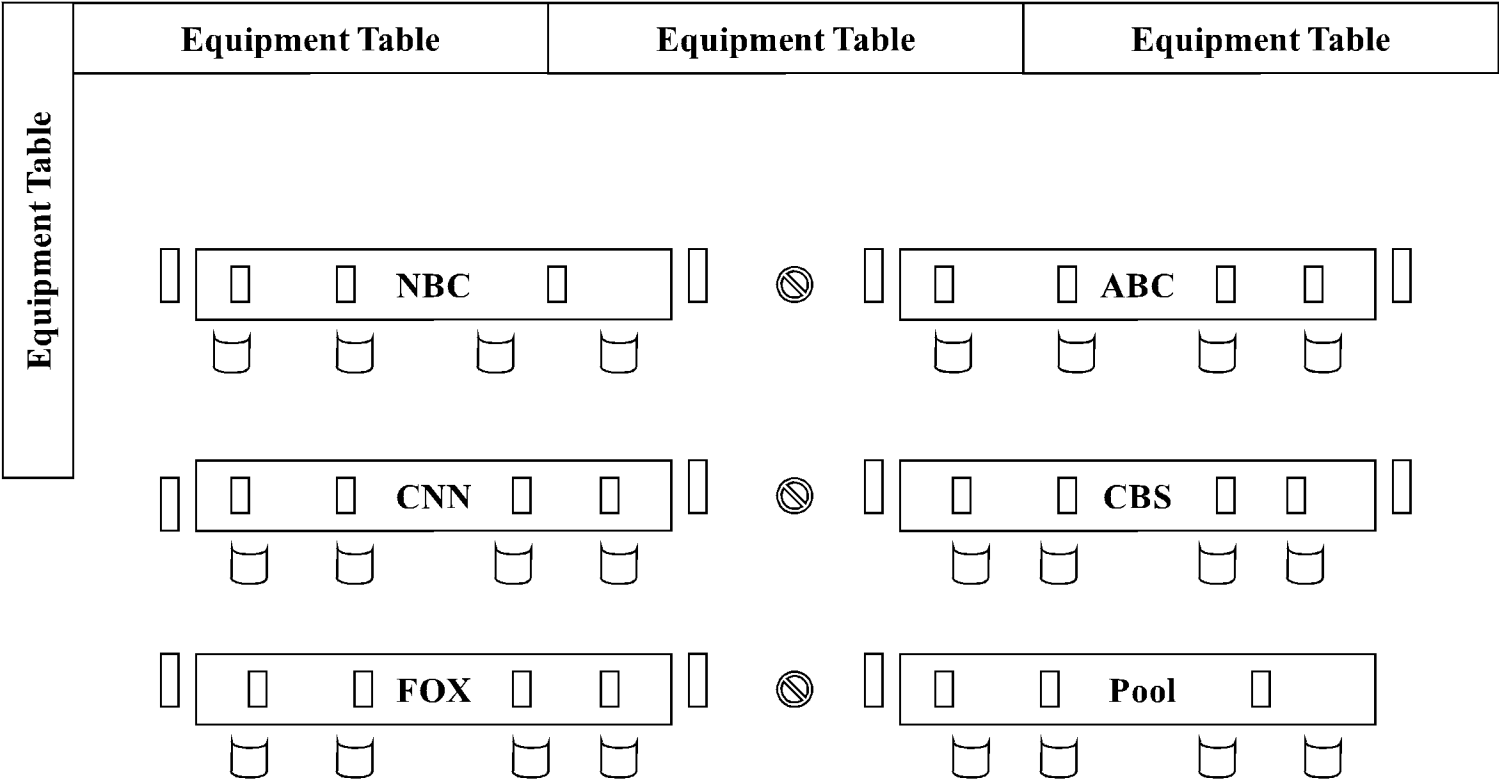 Equipment Table
Equipment Table
Equipment Table
Equipment Table
NBC
ABC
CNN
CBS
FOX
Pool